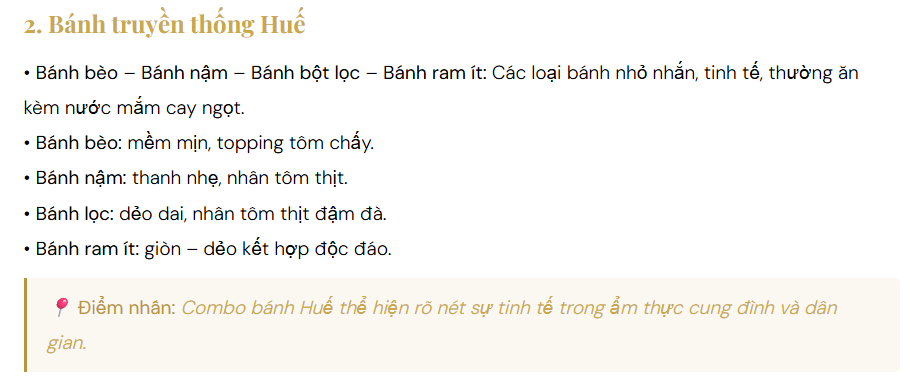 2. Bánh truyền thống Huế
• Bánh bèo – Bánh nậm – Bánh bột lọc – Bánh ram ít: Các loại bánh nhỏ nhắn, tinh tế, thường ăn
kèm nước mắm cay ngọt.
• Bánh bèo: mềm mịn, topping tôm chấy.
• Bánh nậm: thanh nhẹ, nhân tôm thịt.
• Bánh lọc: dẻo dai, nhân tôm thịt đậm đà.
• Bánh ram ít: giòn – dẻo kết hợp độc đáo.
📍 Điểm nhấn: Combo bánh Huế thể hiện rõ nét sự tinh tế trong ẩm thực cung đình và dân
gian.